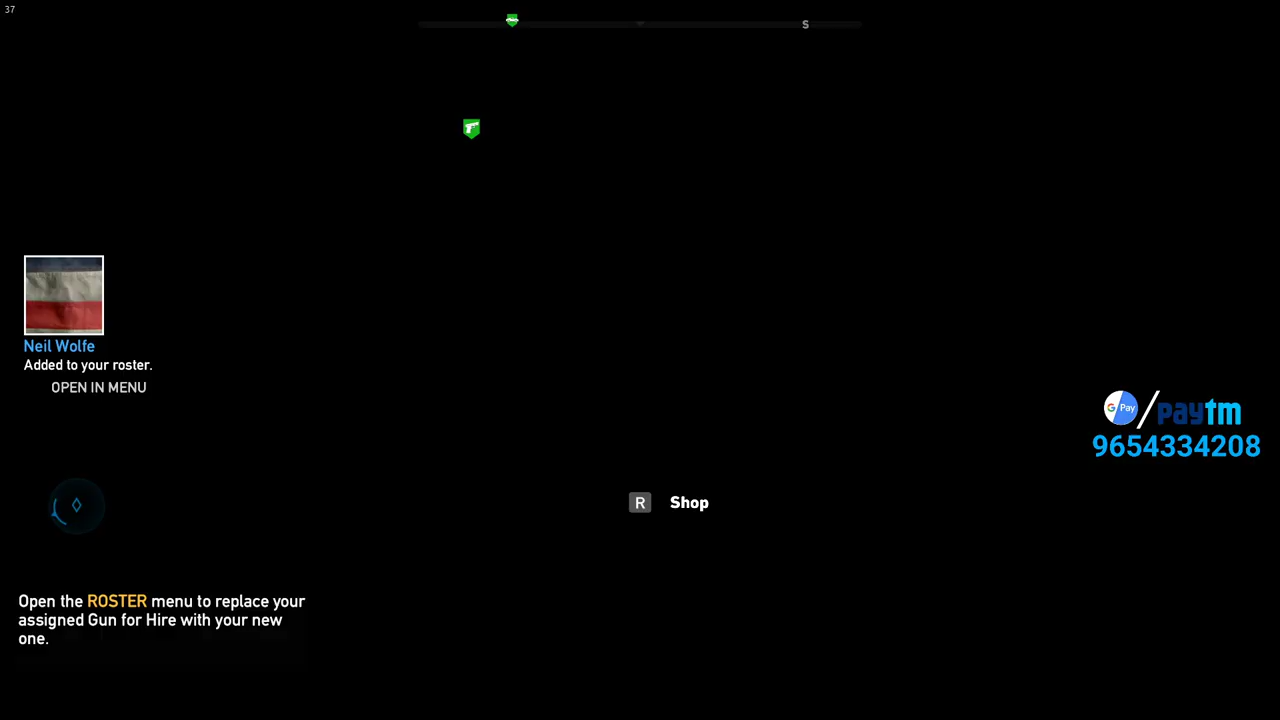 37
S
Neil Wolfe
Added to your roster.
OPEN IN MENU
G Pay/paytm
9654334208
R Shop
Open the ROSTER menu to replace your
assigned Gun for Hire with your new
one.